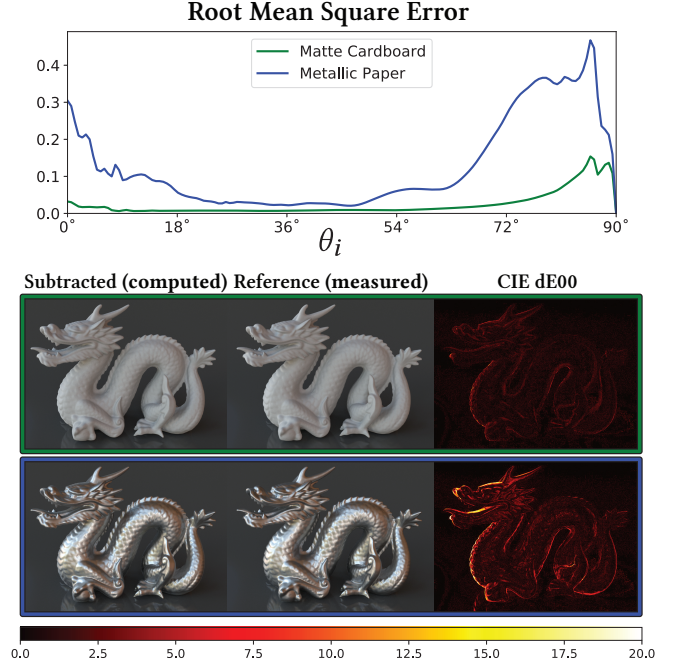 Root Mean Square Error
Matte Cardboard
Metallic Paper
0.4
0.3
0.2
0.1
0.0
0° 18° 36° 54° 72° 90°
θi
Subtracted (computed) Reference (measured) CIE dE00
0.0 2.5 5.0 7.5 10.0 12.5 15.0 17.5 20.0